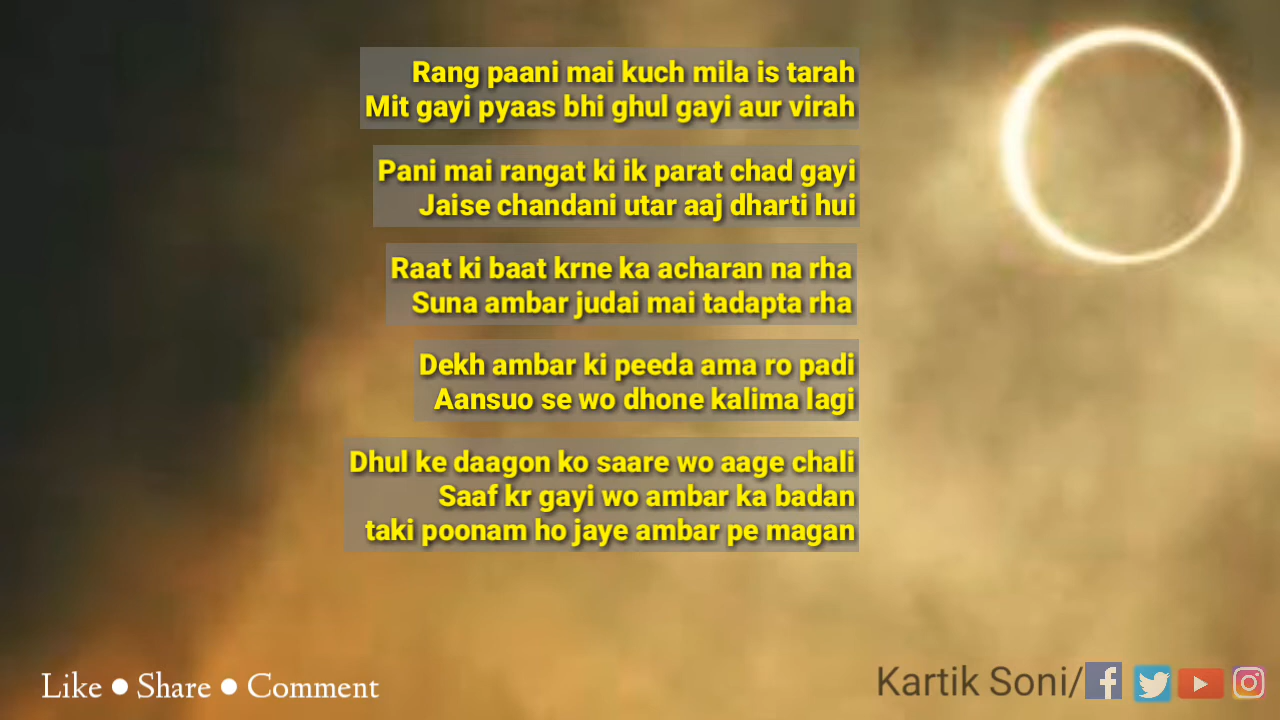 Rang paani mai kuch mila is tarah
Mit gayi pyaas bhi ghul gayi aur virah
Pani mai rangat ki ik parat chad gayi
Jaise chandani utar aaj dharti hui
Raat ki baat krne ka acharan na rha
Suna ambar judai mai tadapta rha
Dekh ambar ki peeda ama ro padi
Aansuo se wo dhone kalima lagi
Dhul ke daagon ko saare wo aage chali
Saaf kr gayi wo ambar ka badan
taki poonam ho jaye ambar pe magan
Like ● Share ● Comment
Kartik Soni/